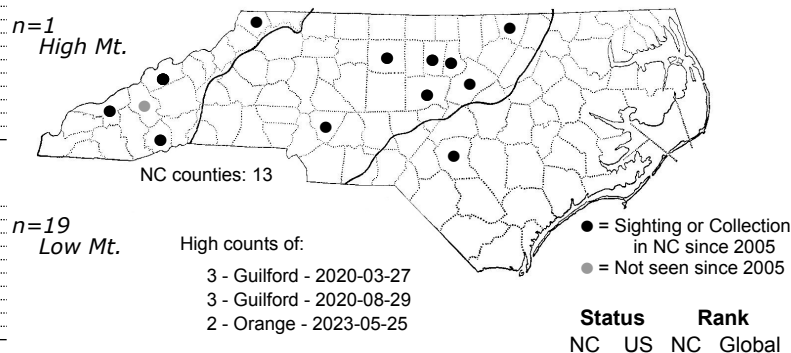 n=1
High Mt.
NC counties: 13
n=19
Low Mt.
High counts of:
3 - Guilford - 2020-03-27
3 - Guilford - 2020-08-29
2 - Orange - 2023-05-25
● = Sighting or Collection
in NC since 2005
● = Not seen since 2005
Status Rank
NC US NC Global